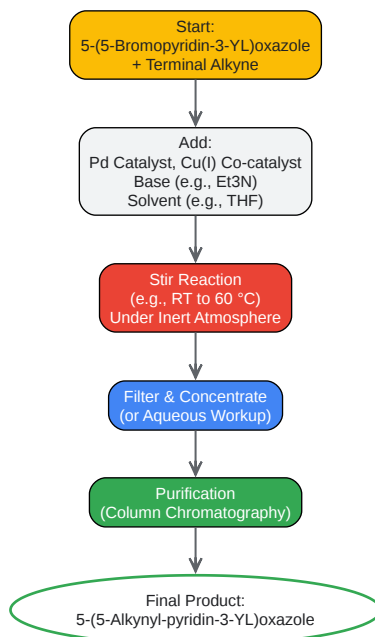 Start:
5-(5-Bromopyridin-3-YL)oxazole
+ Terminal Alkyne
Add:
Pd Catalyst, Cu(I) Co-catalyst
Base (e.g., Et3N)
Solvent (e.g., THF)
Stir Reaction
(e.g., RT to 60 °C)
Under Inert Atmosphere
Filter & Concentrate
(or Aqueous Workup)
Purification
(Column Chromatography)
Final Product:
5-(5-Alkynyl-pyridin-3-YL)oxazole